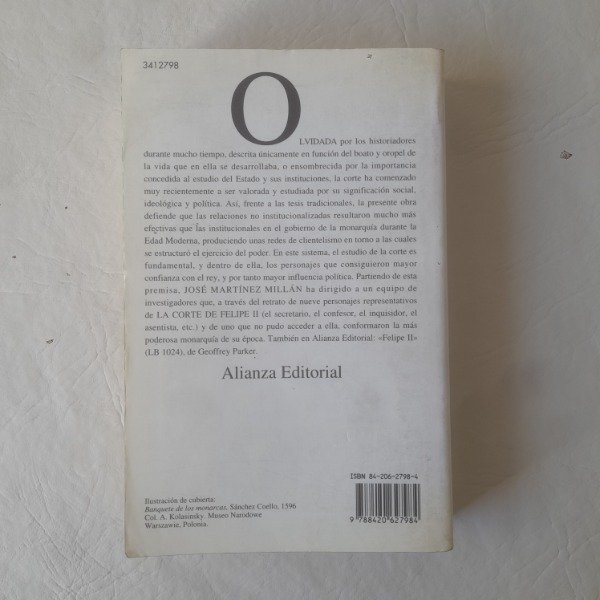 3412798
OLVIDADA por los historiadores
durante mucho tiempo, descrita únicamente en función del boato y oropel de
la vida que en ella se desarrollaba, o ensombrecida por la importancia
concedida al estudio del Estado y sus instituciones, la corte ha comenzado
muy recientemente a ser valorada y estudiada por su significación social,
ideológica y política. Así, frente a las tesis tradicionales, la presente obra
defiende que las relaciones no institucionalizadas resultaron mucho más
efectivas que las institucionales en el gobierno de la monarquía durante la
Edad Moderna, produciendo unas redes de clientelismo en torno a las cuales
se estructuró el ejercicio del poder. En este sistema, el estudio de la corte es
fundamental, y dentro de ella, los personajes que consiguieron mayor
confianza con el rey, y por tanto mayor influencia política. Partiendo de esta
premisa, JOSÉ MARTÍNEZ MILLÁN ha dirigido a un equipo de
investigadores que, a través del retrato de nueve personajes representativos
de LA CORTE DE FELIPE II (el secretario, el confesor, el inquisidor, el
asentista, etc.) y de uno que no pudo acceder a ella, conformaron la más
poderosa monarquía de su época. También en Alianza Editorial: «Felipe II»
(LB 1024), de Geoffrey Parker.
Alianza Editorial
ISBN 84-206-2798-4
9 788420 627984
Ilustración de cubierta:
Banquete de los monarcas, Sánchez Coello, 1596
Col. A. Kolasinsky. Museo Narodowe
Warszawie, Polonia.